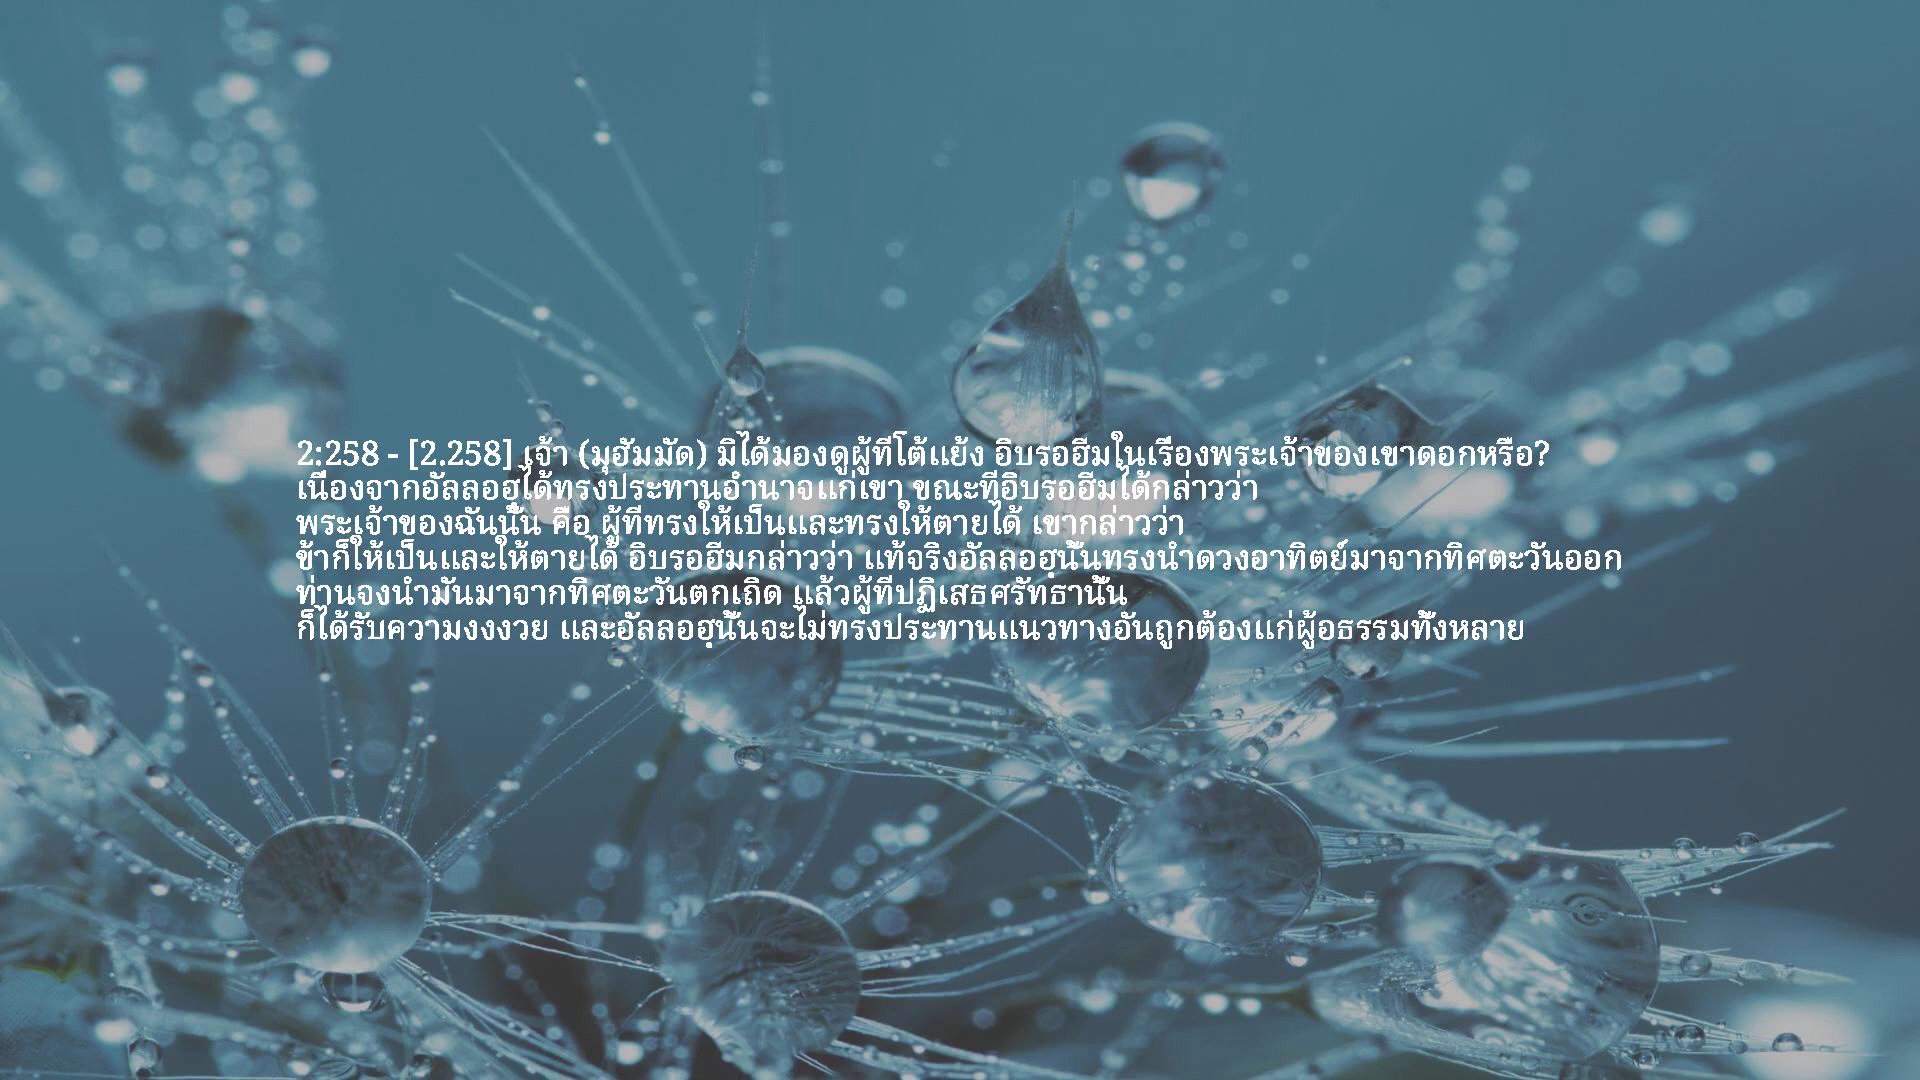 2:258 - [2.258] เจ้า (มุฮัมมัด) มิได้มองดูผู้ที่โต้แย้ง อิบรอฮีมในเรื่องพระเจ้าของเขาดอกหรือ?
เนื่องจากอัลลอฮฺได้ทรงประทานอำนาจแก่เขา ขณะที่อิบรอฮีมได้กล่าวว่า
พระเจ้าของฉันนั้น คือ ผู้ที่ทรงให้เป็นและทรงให้ตายได้ เขากล่าวว่า
ข้าก็ให้เป็นและให้ตายได้ อิบรอฮีมกล่าวว่า แท้จริงอัลลอฮฺนั้นทรงนำดวงอาทิตย์มาจากทิศตะวันออก
ท่านจงนำมันมาจากทิศตะวันตกเถิด แล้วผู้ที่ปฏิเสธศรัทธานั้น
ก็ได้รับความงงงวย และอัลลอฮฺนั้นจะไม่ทรงประทานแนวทางอันถูกต้องแก่ผู้อธรรมทั้งหลาย